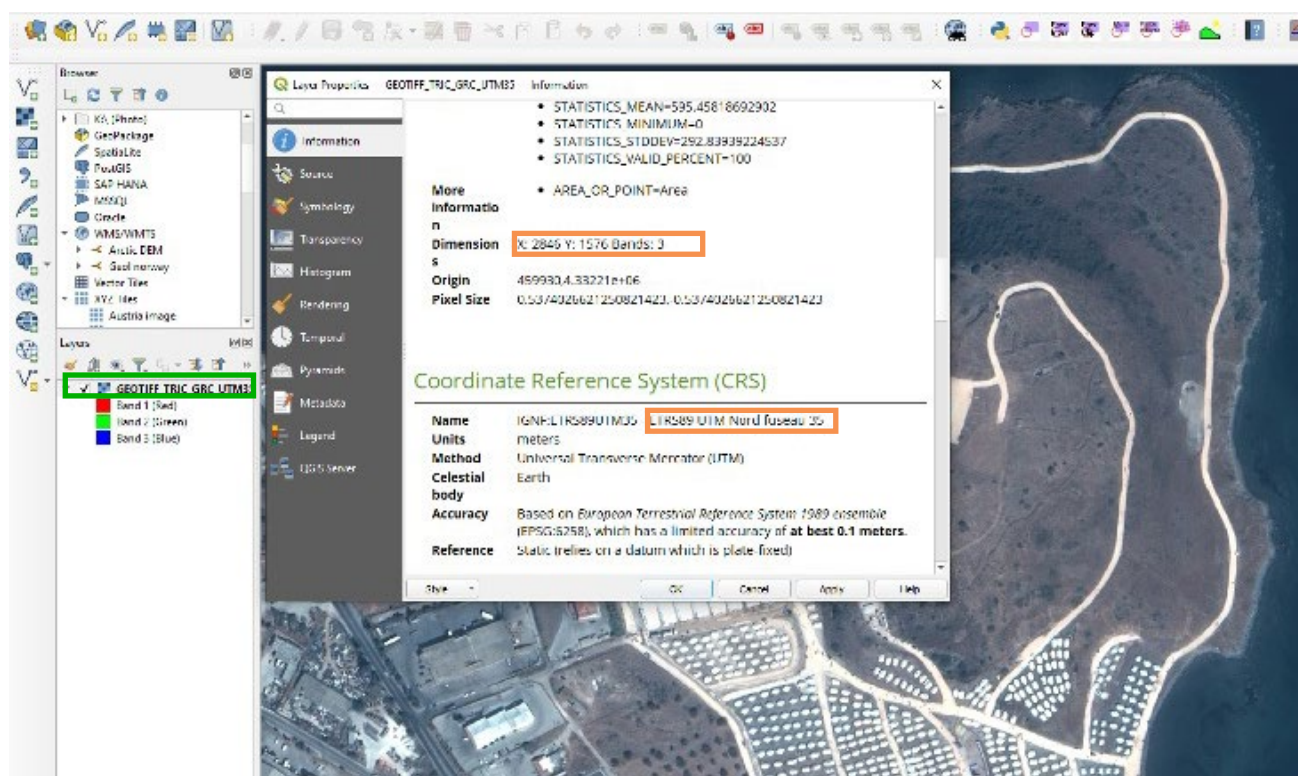 Browser
KA (Photo)
GeoPackage
SpatiaLite
PostGIS
SAP HANA
MSSQL
Oracle
WMS/WMTS
Arctic DEM
Geol norway
Vector Tiles
XYZ Tiles
Austria image
Layers
GEOTIFF_TRIC_GRC_UTM35
Band 1 (Red)
Band 2 (Green)
Band 3 (Blue)
Layer Properties GEOTIFF_TRIC_GRC_UTM35 Information
Information
Source
Symbology
Transparency
Histogram
Rendering
Temporal
Pyramids
Metadata
Legend
QGIS Server
• STATISTICS_MEAN=595.45818692902
• STATISTICS_MINIMUM=0
• STATISTICS_STDDEV=292.83939224537
• STATISTICS_VALID_PERCENT=100
More • AREA_OR_POINT=Area
informatio
n
Dimension X: 2846 Y: 1576 Bands: 3
s
Origin 459930,4.33221e+06
Pixel Size 0.5374026621250821423,-0.5374026621250821423
Coordinate Reference System (CRS)
Name IGNF:ETRS89UTM35 ETRS89 UTM Nord fuseau 35
Units meters
Method Universal Transverse Mercator (UTM)
Celestial Earth
body
Accuracy Based on European Terrestrial Reference System 1989 ensemble
(EPSG:6258), which has a limited accuracy of at best 0.1 meters.
Reference Static (relies on a datum which is plate-fixed)
Style OK Cancel Apply Help